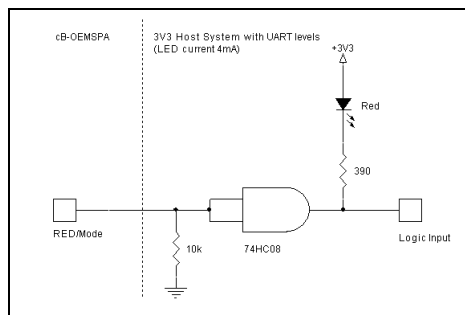 cB-OEMSPA
3V3 Host System with UART levels
(LED current 4mA)
+3V3
Red
390
RED/Mode
10k
74HC08
Logic Input